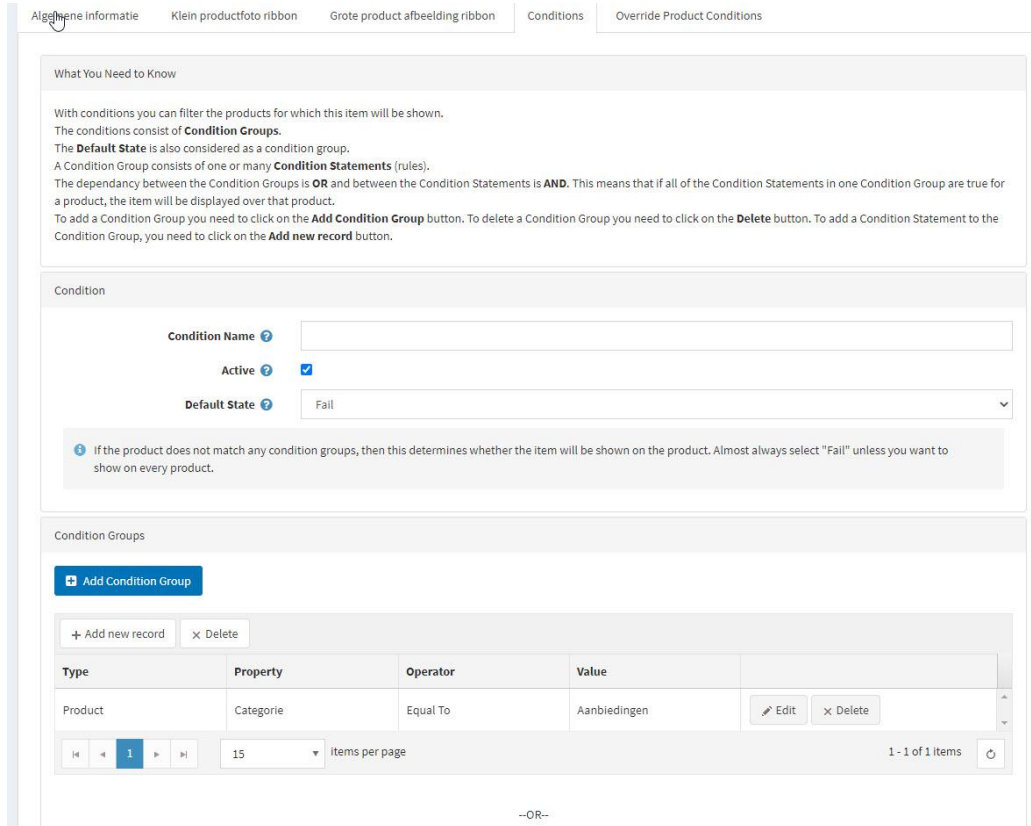 Algemene informatie Klein productfoto ribbon Grote product afbeelding ribbon Conditions Override Product Conditions
What You Need to Know
With conditions you can filter the products for which this item will be shown.
The conditions consist of Condition Groups.
The Default State is also considered as a condition group.
A Condition Group consists of one or many Condition Statements (rules).
The dependancy between the Condition Groups is OR and between the Condition Statements is AND. This means that if all of the Condition Statements in one Condition Group are true for
a product, the item will be displayed over that product.
To add a Condition Group you need to click on the Add Condition Group button. To delete a Condition Group you need to click on the Delete button. To add a Condition Statement to the
Condition Group, you need to click on the Add new record button.
Condition
Condition Name
Active
Default State Fail
If the product does not match any condition groups, then this determines whether the item will be shown on the product. Almost always select "Fail" unless you want to
show on every product.
Condition Groups
Add Condition Group
+ Add new record × Delete
Type Property Operator Value
Product Categorie Equal To Aanbiedingen Edit × Delete
1 15 items per page 1 - 1 of 1 items
--OR--